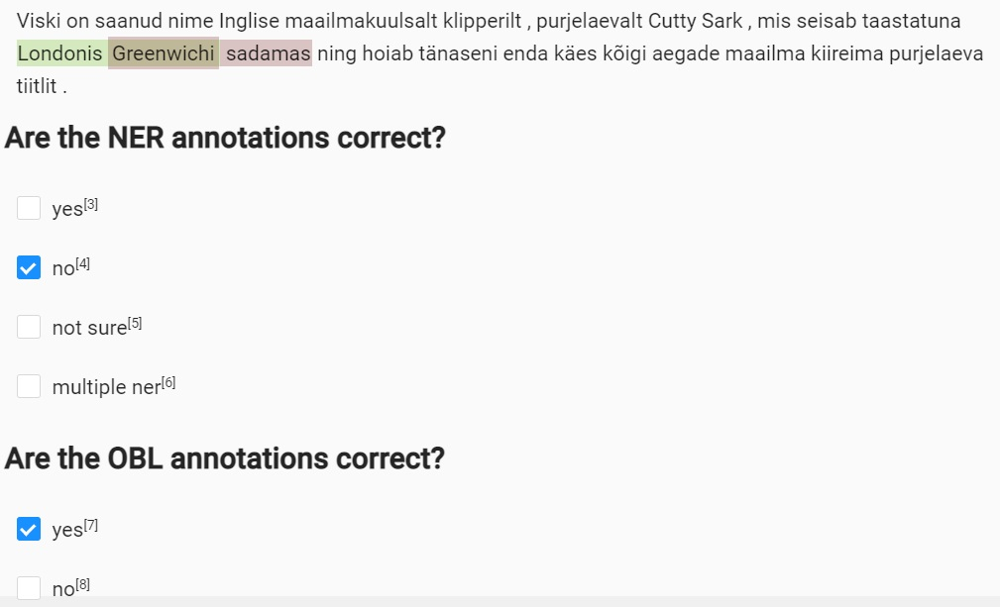 Viski on saanud nime Inglise maailmakuulsalt klipperilt , purjelaevalt Cutty Sark , mis seisab taastatuna
Londonis Greenwichi sadamas ning hoiab tänaseni enda käes kõigi aegade maailma kiireima purjelaeva
tiitlit .
Are the NER annotations correct?
yes[3]
no[4]
not sure[5]
multiple ner[6]
Are the OBL annotations correct?
yes[7]
no[8]